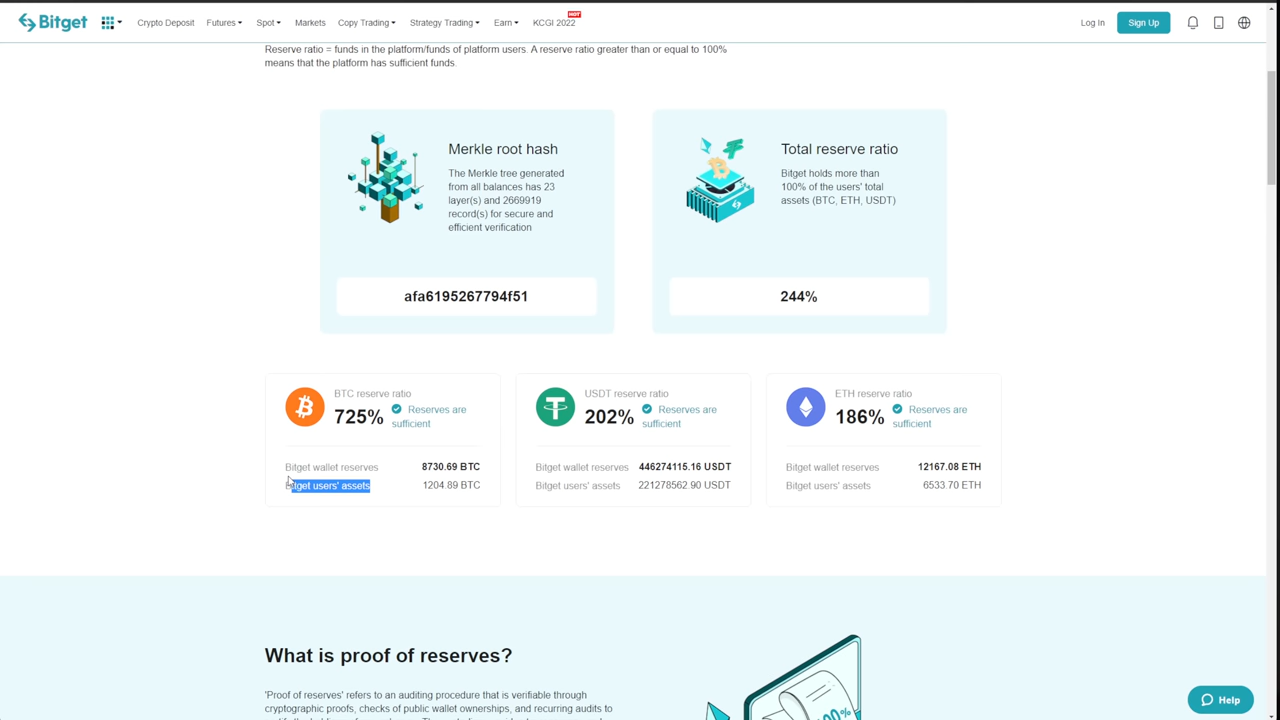 Bitget
Crypto Deposit
Futures
Spot
Markets
Copy Trading
Strategy Trading
Earn
KCGI 2022
HOT
Log In
Sign Up
Reserve ratio = funds in the platform/funds of platform users. A reserve ratio greater than or equal to 100%
means that the platform has sufficient funds.
Merkle root hash
The Merkle tree generated
from all balances has 23
layer(s) and 2669919
record(s) for secure and
efficient verification
afa6195267794f51
Total reserve ratio
Bitget holds more than
100% of the users' total
assets (BTC, ETH, USDT)
244%
BTC reserve ratio
725%
Reserves are
sufficient
Bitget wallet reserves 8730.69 BTC
Bitget users' assets 1204.89 BTC
USDT reserve ratio
202%
Reserves are
sufficient
Bitget wallet reserves 446274115.16 USDT
Bitget users' assets 221278562.90 USDT
ETH reserve ratio
186%
Reserves are
sufficient
Bitget wallet reserves 12167.08 ETH
Bitget users' assets 6533.70 ETH
What is proof of reserves?
'Proof of reserves' refers to an auditing procedure that is verifiable through
cryptographic proofs, checks of public wallet ownerships, and recurring audits to
100%
Help